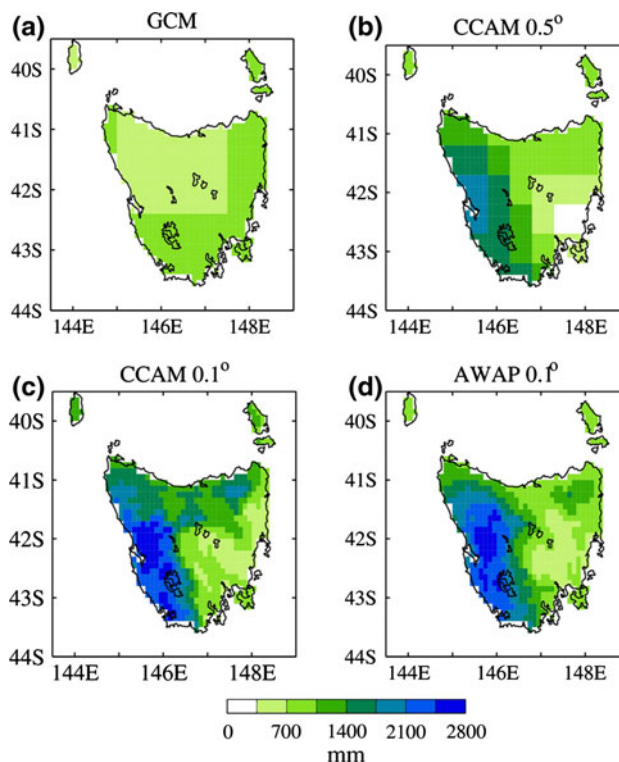 (a) GCM
40S
41S
42S
43S
44S
144E 146E 148E
(b) CCAM 0.5°
40S
41S
42S
43S
44S
144E 146E 148E
(c) CCAM 0.1°
40S
41S
42S
43S
44S
144E 146E 148E
(d) AWAP 0.1°
40S
41S
42S
43S
44S
144E 146E 148E
0 700 1400 2100 2800
mm